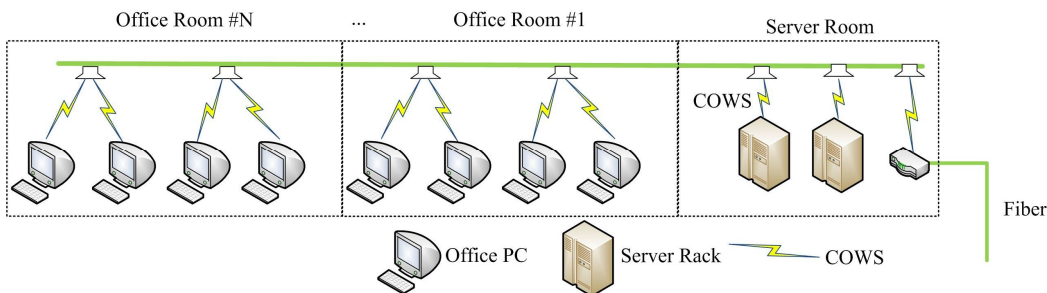 Office Room #N
...
Office Room #1
Server Room
COWS
Fiber
Office PC
Server Rack
COWS